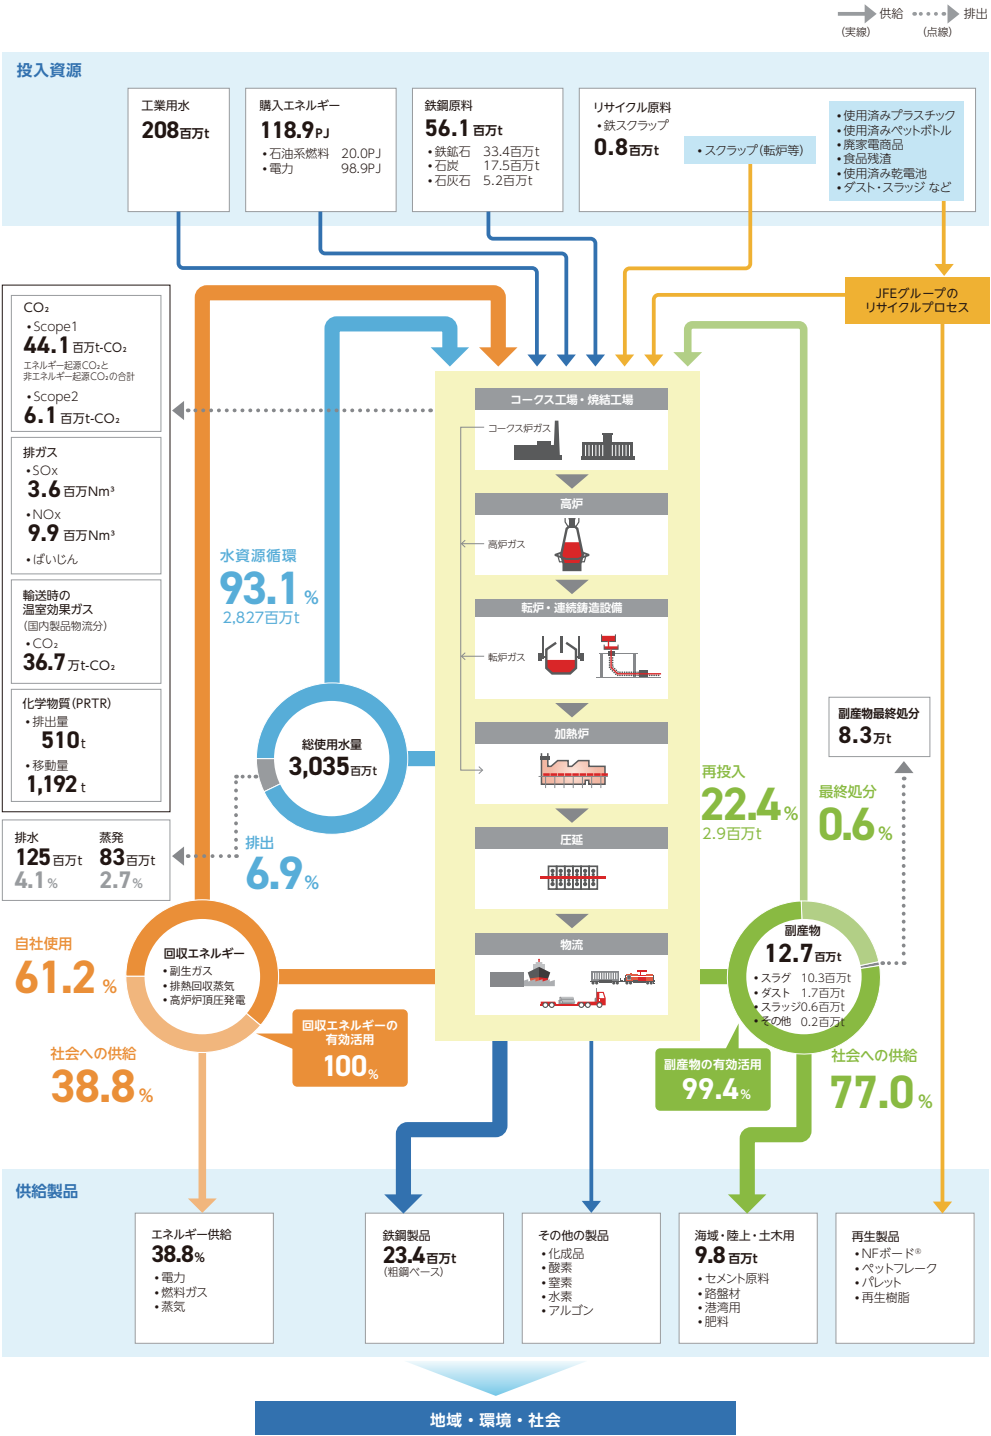 供給
(実線)
排出
(点線)
投入資源
工業用水
208百万t
購入エネルギー
118.9PJ
•石油系燃料 20.0PJ
•電力 98.9PJ
鉄鋼原料
56.1百万t
•鉄鉱石 33.4百万t
•石炭 17.5百万t
•石灰石 5.2百万t
リサイクル原料
•鉄スクラップ
0.8百万t
•スクラップ(転炉等)
•使用済みプラスチック
•使用済みペットボトル
•廃家電商品
•食品残渣
•使用済み乾電池
•ダスト・スラッジ など
JFEグループの
リサイクルプロセス
CO₂
•Scope1
44.1百万t-CO₂
エネルギー起源CO₂と
非エネルギー起源CO₂の合計
•Scope2
6.1百万t-CO₂
排ガス
•SOx
3.6百万Nm³
•NOx
9.9百万Nm³
•ばいじん
輸送時の
温室効果ガス
(国内製品物流分)
•CO₂
36.7万t-CO₂
化学物質(PRTR)
•排出量
510t
•移動量
1,192t
排水
125百万t
4.1%
蒸発
83百万t
2.7%
水資源循環
93.1%
2,827百万t
総使用水量
3,035百万t
排出
6.9%
コークス工場・焼結工場
コークス炉ガス
高炉
高炉ガス
転炉・連続鋳造設備
転炉ガス
加熱炉
圧延
物流
再投入
22.4%
2.9百万t
副産物最終処分
8.3万t
最終処分
0.6%
副産物
12.7百万t
•スラグ 10.3百万t
•ダスト 1.7百万t
•スラッジ0.6百万t
•その他 0.2百万t
自社使用
61.2%
回収エネルギー
•副生ガス
•排熱回収蒸気
•高炉炉頂圧発電
回収エネルギーの
有効活用
100%
社会への供給
38.8%
副産物の有効活用
99.4%
社会への供給
77.0%
供給製品
エネルギー供給
38.8%
•電力
•燃料ガス
•蒸気
鉄鋼製品
23.4百万t
(粗鋼ベース)
その他の製品
•化成品
•酸素
•窒素
•水素
•アルゴン
海域・陸上・土木用
9.8百万t
•セメント原料
•路盤材
•港湾用
•肥料
再生製品
•NFボード®
•ペットフレーク
•パレット
•再生樹脂
地域・環境・社会